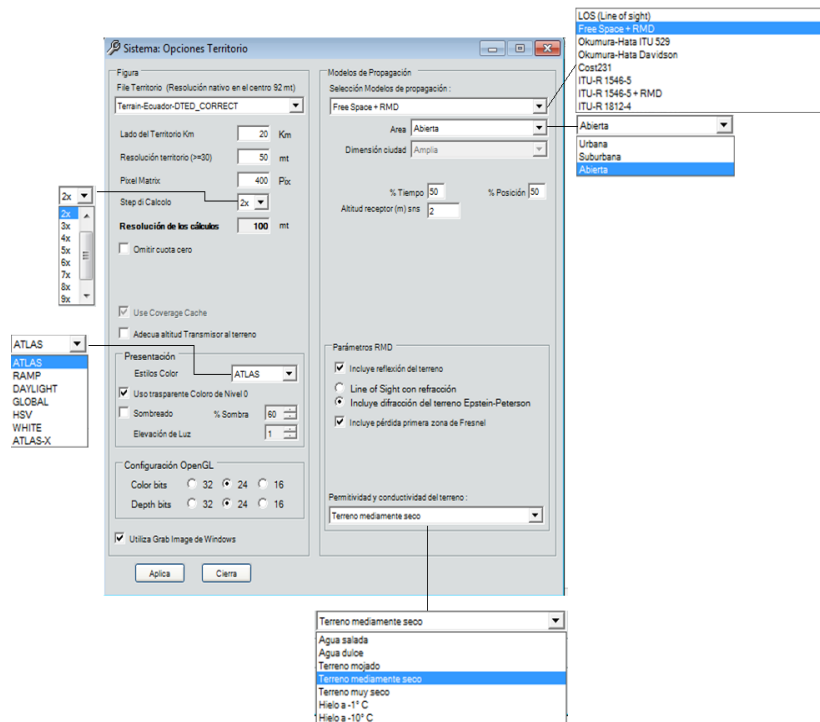 LOS (Line of sight)
Free Space + RMD
Okumura-Hata ITU 529
Okumura-Hata Davidson
Cost231
ITU-R 1546-5
ITU-R 1546-5 + RMD
ITU-R 1812-4
Abierta
Urbana
Suburbana
Abierta
Sistema: Opciones Territorio
Figura
File Territorio (Resolución nativo en el centro 92 mt)
Terrain-Ecuador-DTED_CORRECT
Lado del Territorio Km 20 Km
Resolución territorio (>=30) 50 mt
Pixel Matrix 400 Pix
Step di Calcolo 2x
Resolución de los cálculos 100 mt
Omitir cuota cero
Use Coverage Cache
Adecua altitud Transmisor al terreno
Presentación
Estilos Color ATLAS
Uso trasparente Coloro de Nivel 0
Sombreado % Sombra 60
Elevación de Luz 1
Configuración OpenGL
Color bits 32 24 16
Depth bits 32 24 16
Utiliza Grab Image de Windows
Aplica Cierra
Modelos de Propagación
Selección Modelos de propagación :
Free Space + RMD
Area Abierta
Dimensión ciudad Amplia
% Tiempo 50 % Posición 50
Altitud receptor (m) sns 2
Parámetros RMD
Incluye reflexión del terreno
Line of Sight con refracción
Incluye difracción del terreno Epstein-Peterson
Incluye pérdida primera zona de Fresnel
Permitividad y conductividad del terreno :
Terreno mediamente seco
2x
2x
3x
4x
5x
6x
7x
8x
9x
ATLAS
ATLAS
RAMP
DAYLIGHT
GLOBAL
HSV
WHITE
ATLAS-X
Terreno mediamente seco
Agua salada
Agua dulce
Terreno mojado
Terreno mediamente seco
Terreno muy seco
Hielo a -1° C
Hielo a -10° C